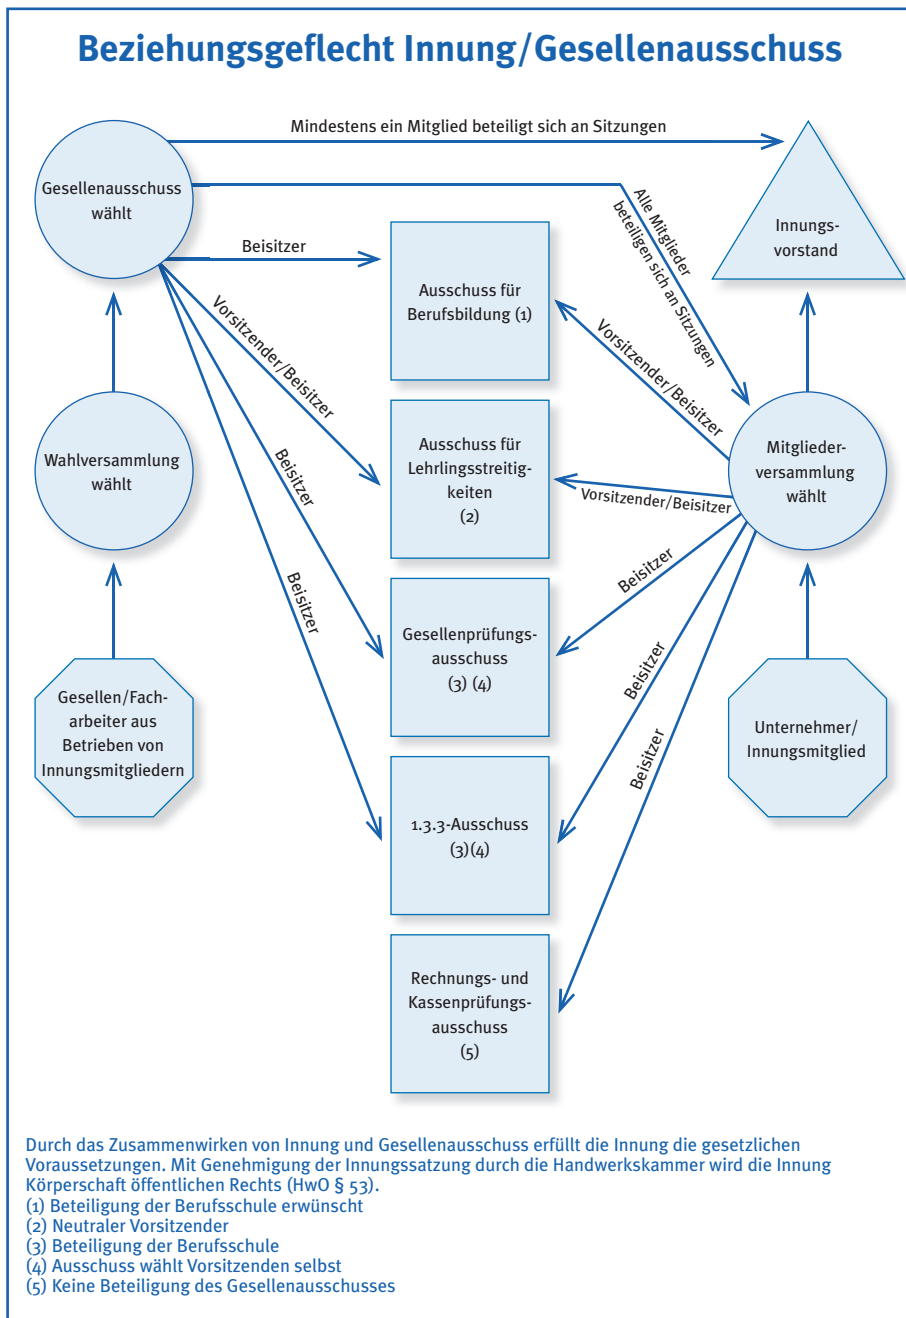 Beziehungsgeflecht Innung/Gesellenausschuss
Mindestens ein Mitglied beteiligt sich an Sitzungen
Gesellenausschuss
wählt
Alle Mitglieder
beteiligen sich an Sitzungen
Innungs-
vorstand
Beisitzer
Ausschuss für
Berufsbildung (1)
Vorsitzender/Beisitzer
Vorsitzender/Beisitzer
Wahlversammlung
wählt
Ausschuss für
Lehrlingsstreitig-
keiten
(2)
Mitglieder-
versammlung
wählt
Vorsitzender/Beisitzer
Beisitzer
Beisitzer
Gesellenprüfungs-
ausschuss
(3) (4)
Beisitzer
Beisitzer
Gesellen/Fach-
arbeiter aus
Betrieben von
Innungsmitgliedern
Unternehmer/
Innungsmitglied
Beisitzer
1.3.3-Ausschuss
(3)(4)
Rechnungs- und
Kassenprüfungs-
ausschuss
(5)
Durch das Zusammenwirken von Innung und Gesellenausschuss erfüllt die Innung die gesetzlichen
Voraussetzungen. Mit Genehmigung der Innungssatzung durch die Handwerkskammer wird die Innung
Körperschaft öffentlichen Rechts (HwO § 53).
(1) Beteiligung der Berufsschule erwünscht
(2) Neutraler Vorsitzender
(3) Beteiligung der Berufsschule
(4) Ausschuss wählt Vorsitzenden selbst
(5) Keine Beteiligung des Gesellenausschusses